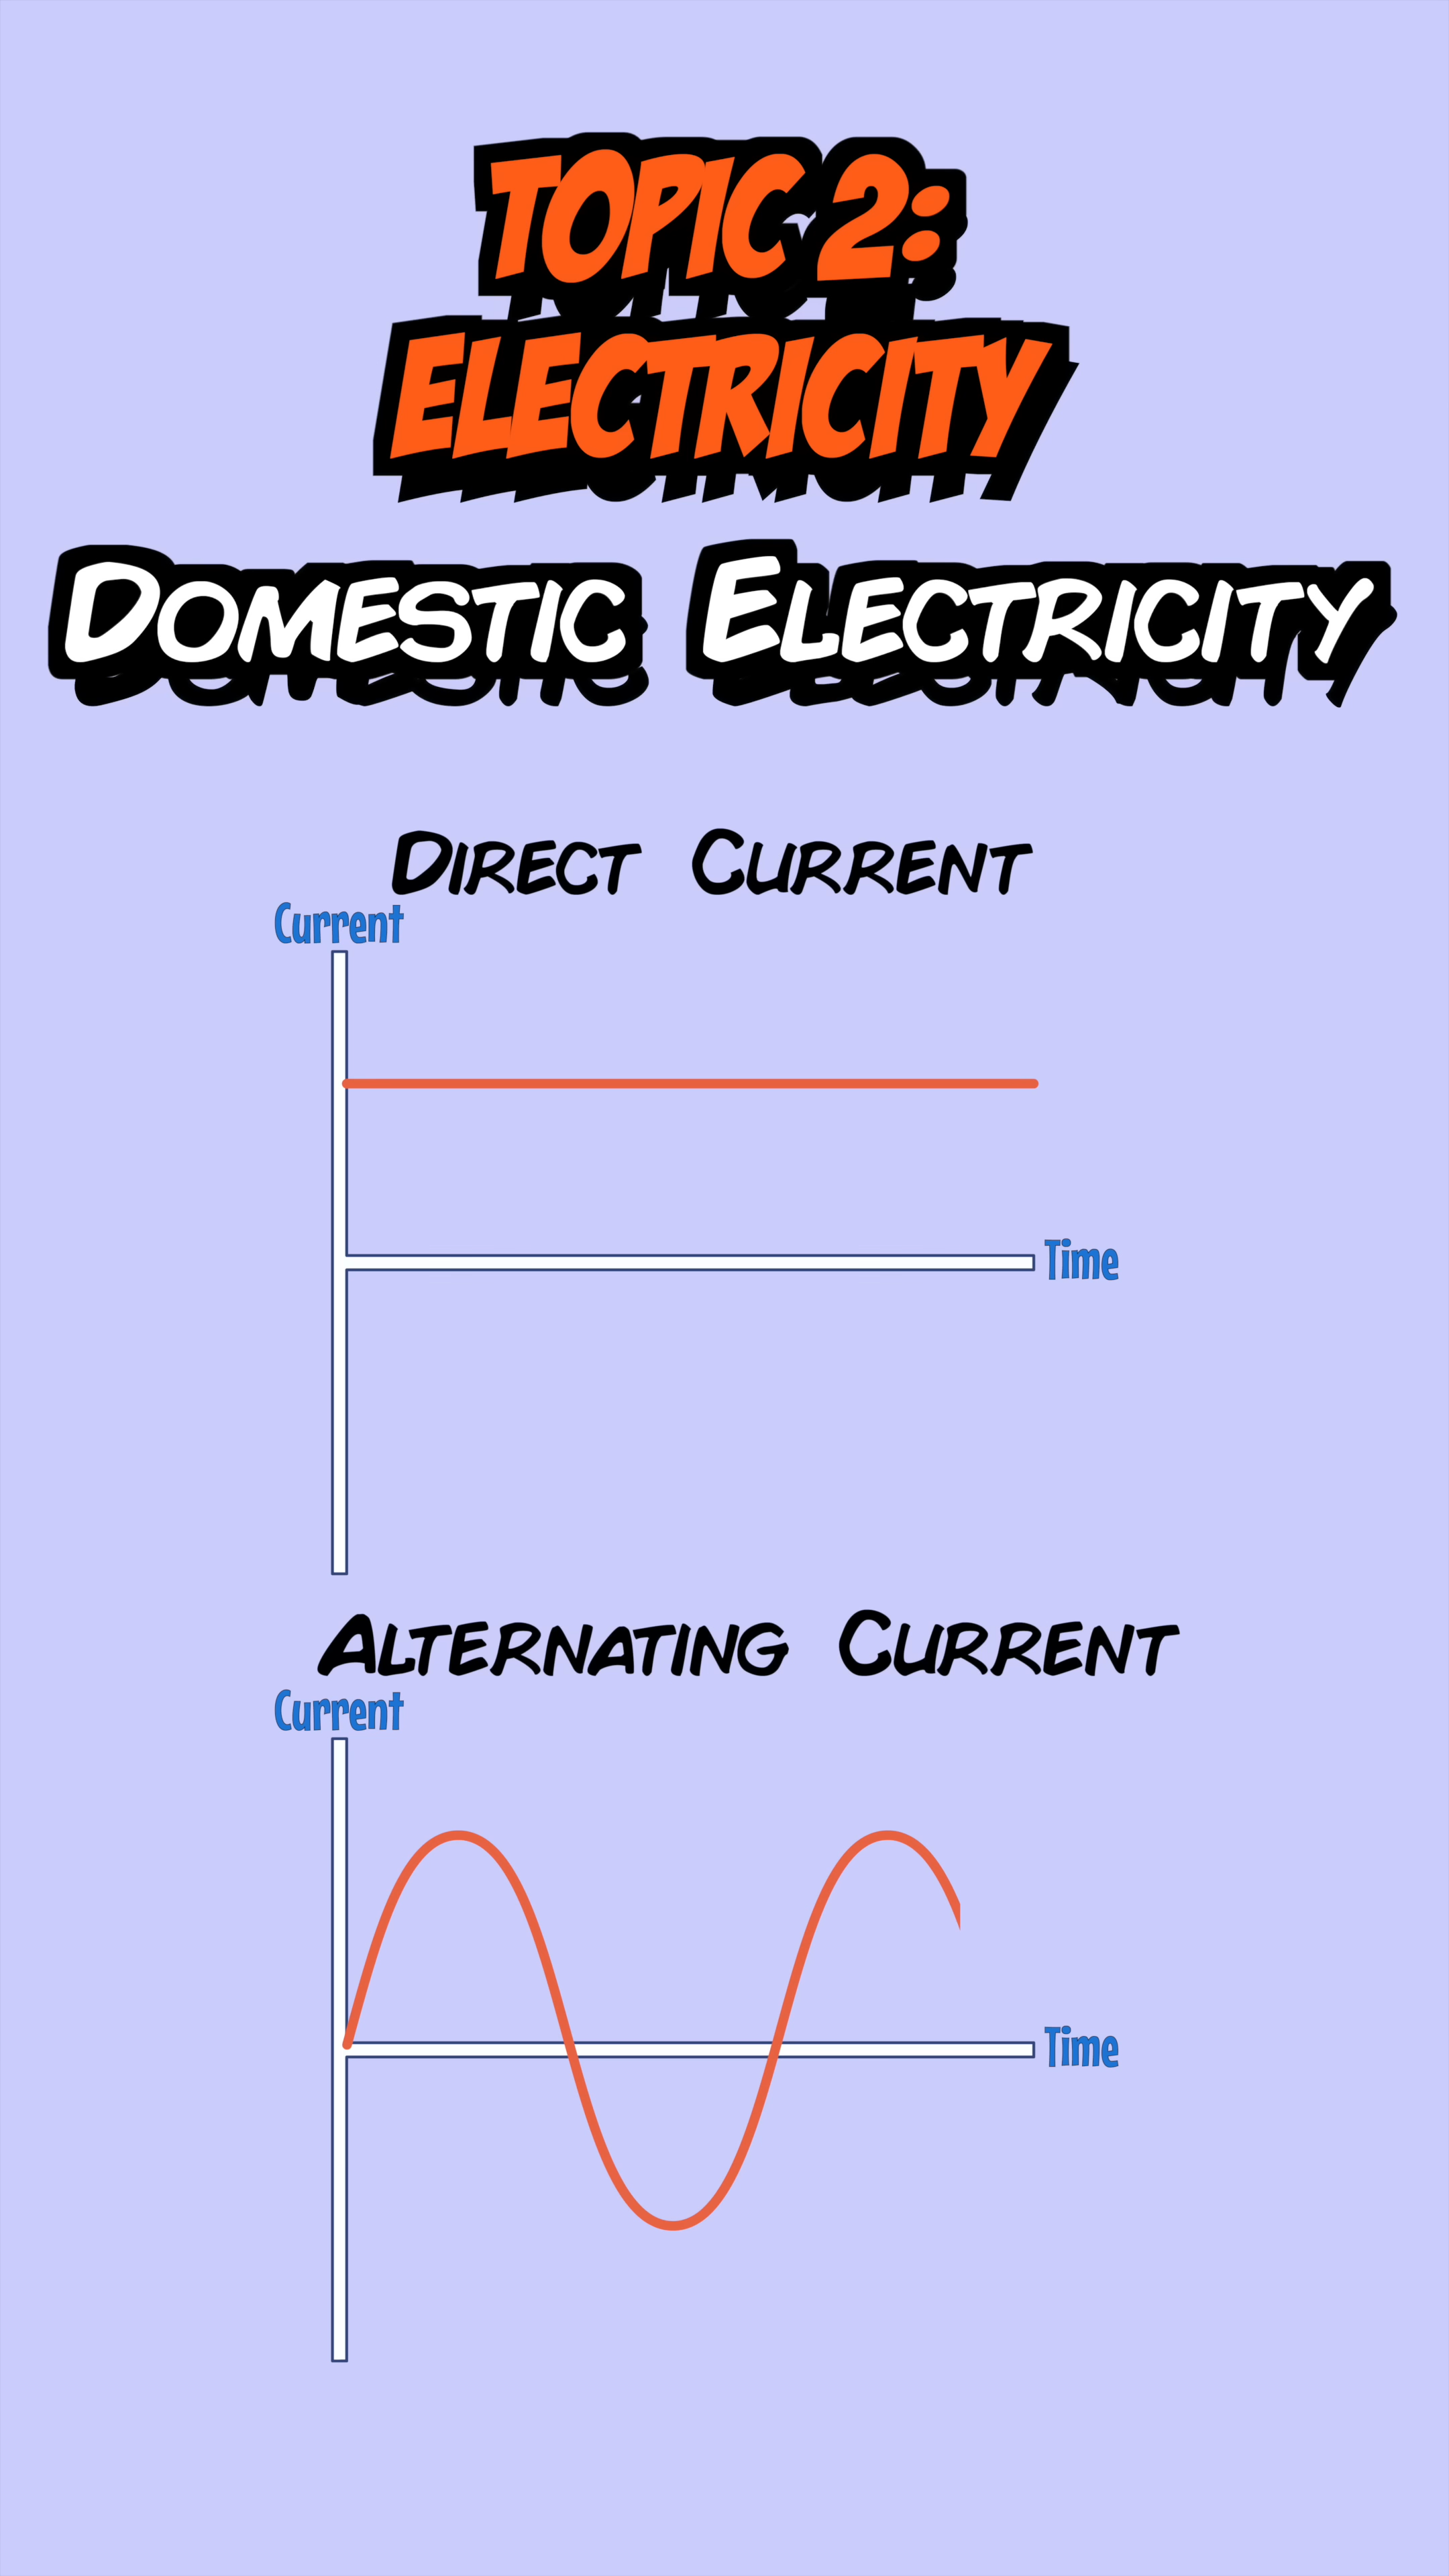 TOPIC 2:
ELECTRICITY
DOMESTIC ELECTRICITY
DIRECT CURRENT
Current
Time
ALTERNATING CURRENT
Current
Time